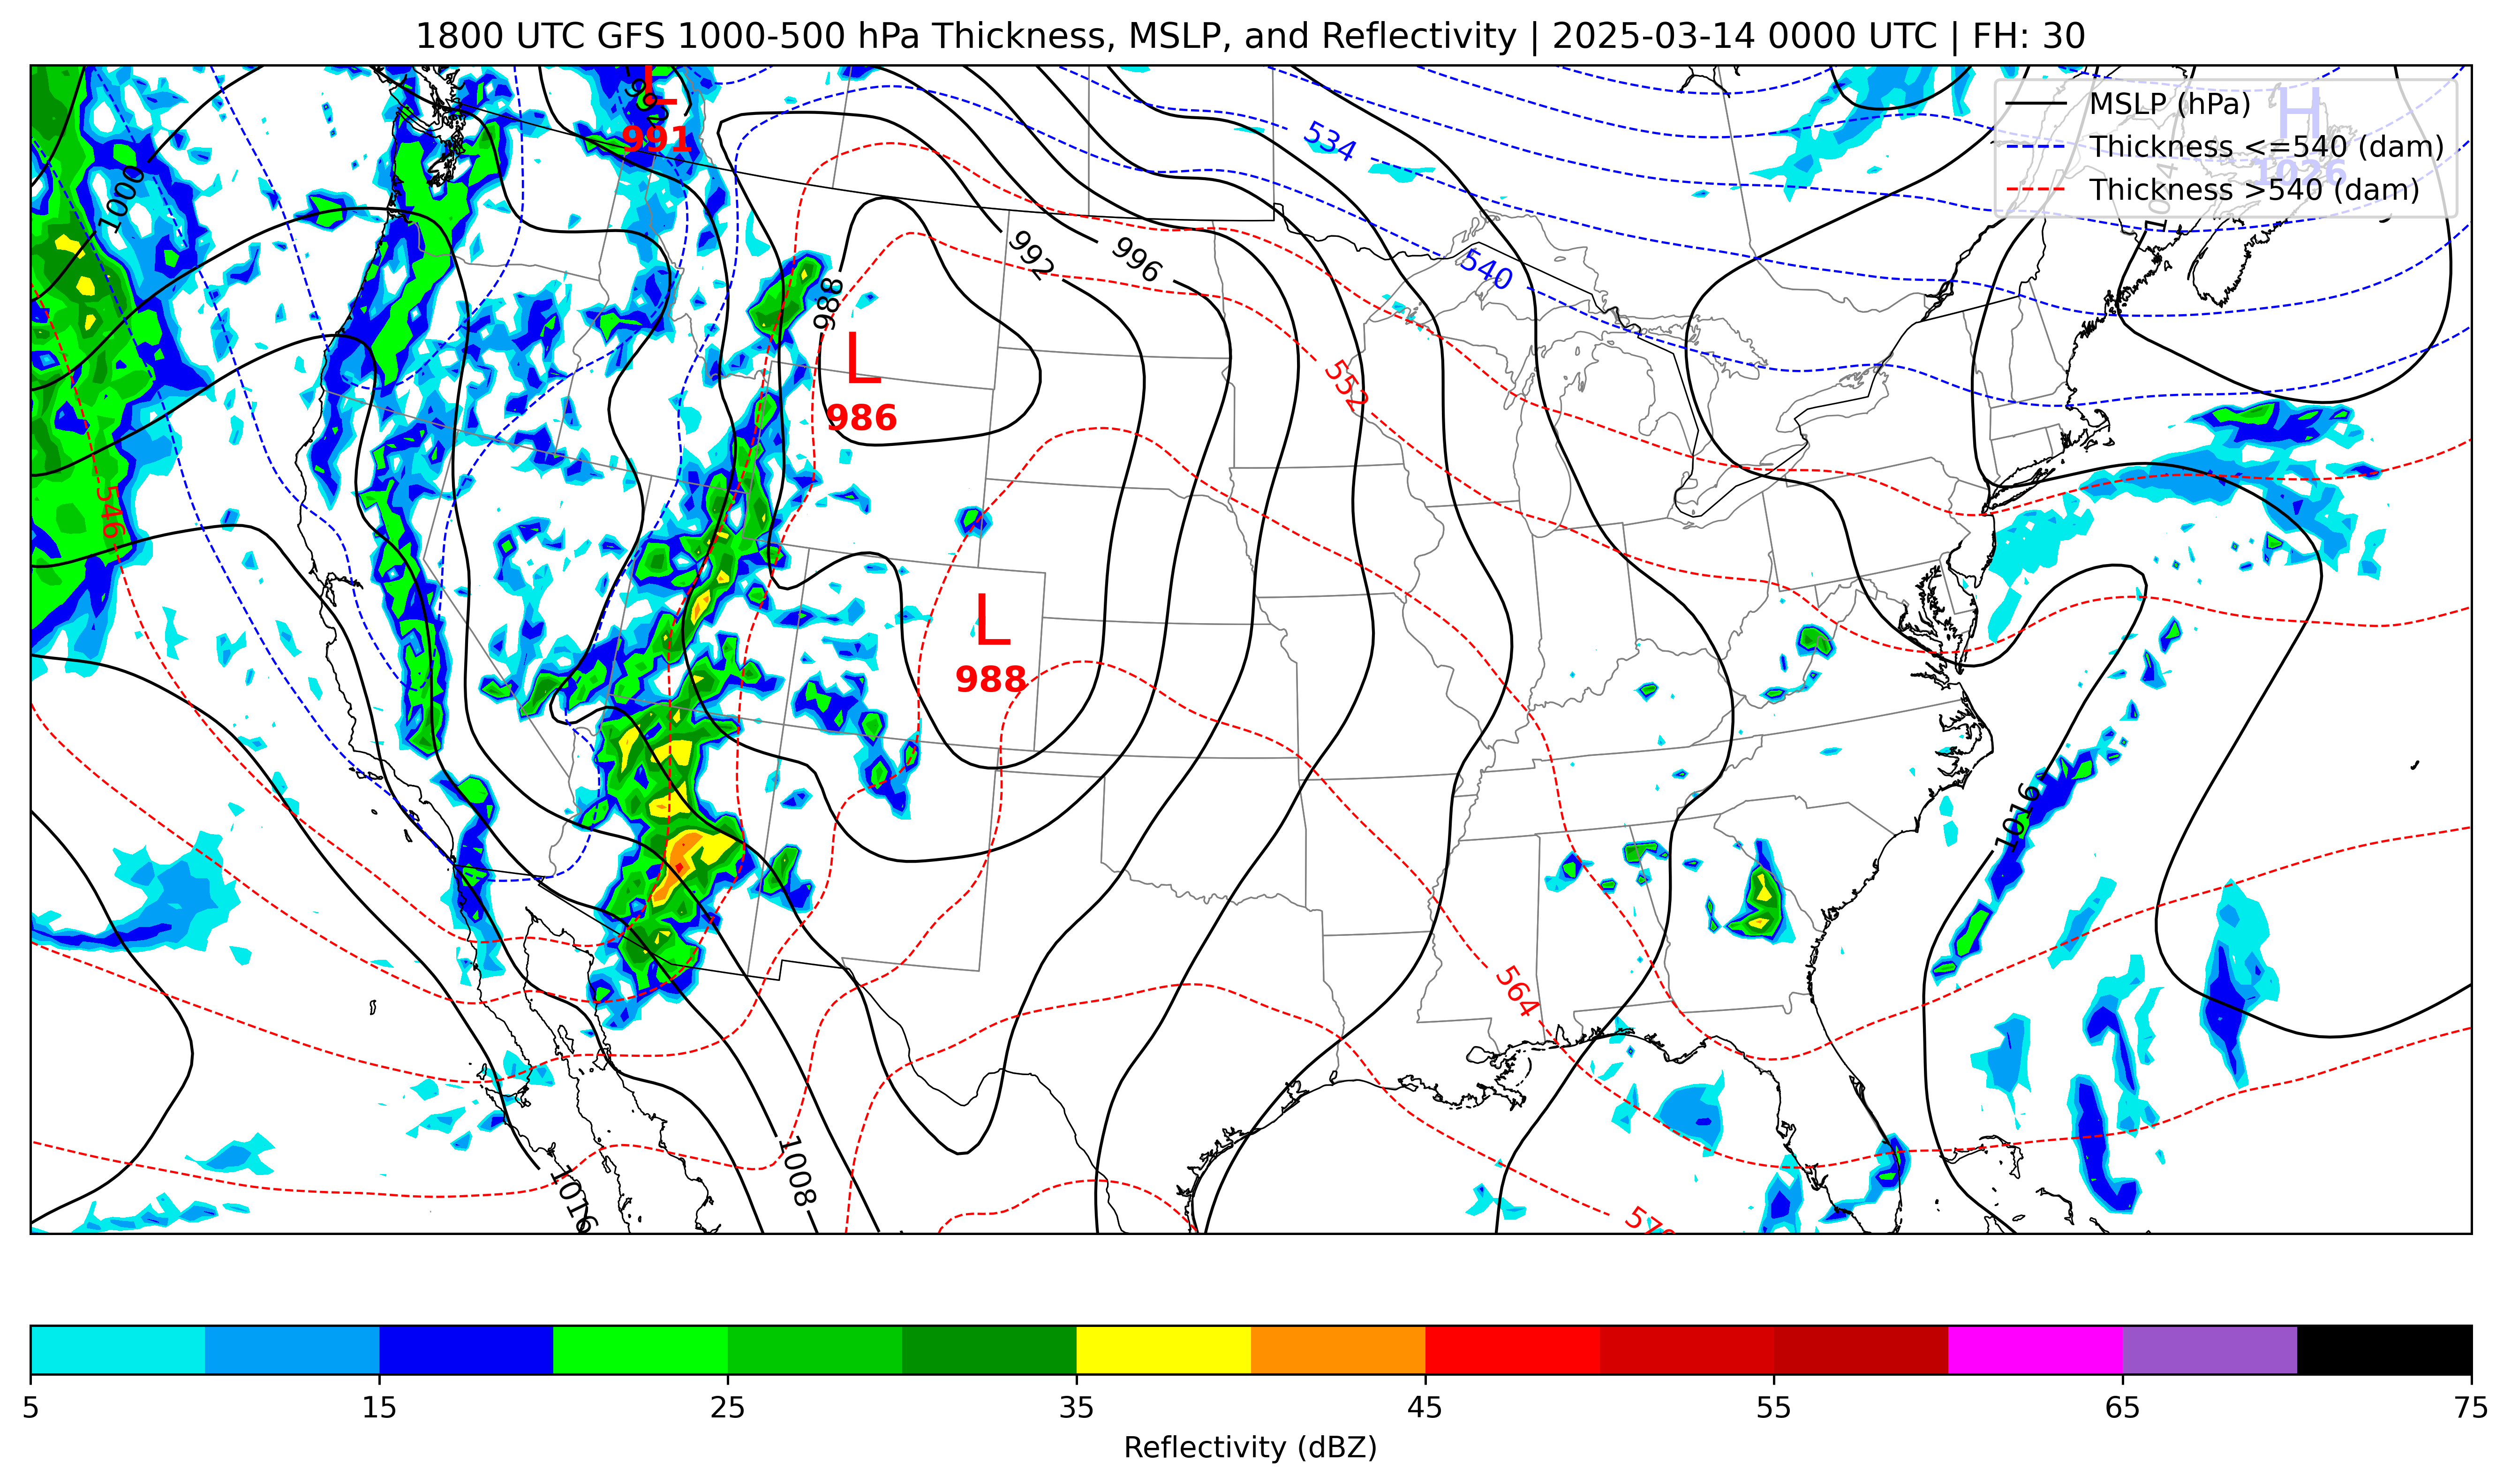 1800 UTC GFS 1000-500 hPa Thickness, MSLP, and Reflectivity | 2025-03-14 0000 UTC | FH: 30
L
991
MSLP (hPa)
Thickness <=540 (dam)
Thickness >540 (dam)
H
1026
534
1000
992
996
540
988
L
986
552
546
L
988
1016
564
1008
1016
5 15 25 35 45 55 65 75
Reflectivity (dBZ)